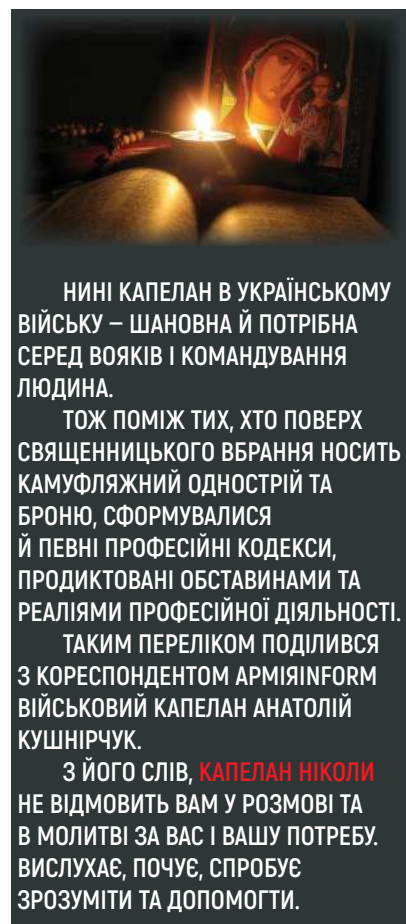 НИНІ КАПЕЛАН В УКРАЇНСЬКОМУ
ВІЙСЬКУ – ШАНОВНА Й ПОТРІБНА
СЕРЕД ВОЯКІВ І КОМАНДУВАННЯ
ЛЮДИНА.
ТОЖ ПОМІЖ ТИХ, ХТО ПОВЕРХ
СВЯЩЕННИЦЬКОГО ВБРАННЯ НОСИТЬ
КАМУФЛЯЖНИЙ ОДНОСТРІЙ ТА
БРОНЮ, СФОРМУВАЛИСЯ
Й ПЕВНІ ПРОФЕСІЙНІ КОДЕКСИ,
ПРОДИКТОВАНІ ОБСТАВИНАМИ ТА
РЕАЛІЯМИ ПРОФЕСІЙНОЇ ДІЯЛЬНОСТІ.
ТАКИМ ПЕРЕЛІКОМ ПОДІЛИВСЯ
З КОРЕСПОНДЕНТОМ АРМІЯINFORM
ВІЙСЬКОВИЙ КАПЕЛАН АНАТОЛІЙ
КУШНІРЧУК.
З ЙОГО СЛІВ, КАПЕЛАН НІКОЛИ
НЕ ВІДМОВИТЬ ВАМ У РОЗМОВІ ТА
В МОЛИТВІ ЗА ВАС І ВАШУ ПОТРЕБУ.
ВИСЛУХАЄ, ПОЧУЄ, СПРОБУЄ
ЗРОЗУМІТИ ТА ДОПОМОГТИ.